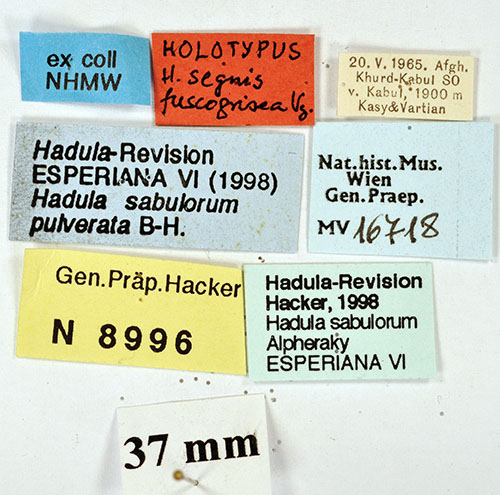 ex coll
NHMW
HOLOTYPUS
H. segnis
fuscogrisea Vg.
20. V. 1965. Afgh.
Khurd-Kabul SO
v. Kabul, 1900 m
Kasy&Vartian
Hadula-Revision
ESPERIANA VI (1998)
Hadula sabulorum
pulverata B-H.
Nat.hist.Mus.
Wien
Gen.Praep.
MV 16718
Gen.Präp.Hacker
N 8996
Hadula-Revision
Hacker, 1998
Hadula sabulorum
Alpheraky
ESPERIANA VI
37 mm